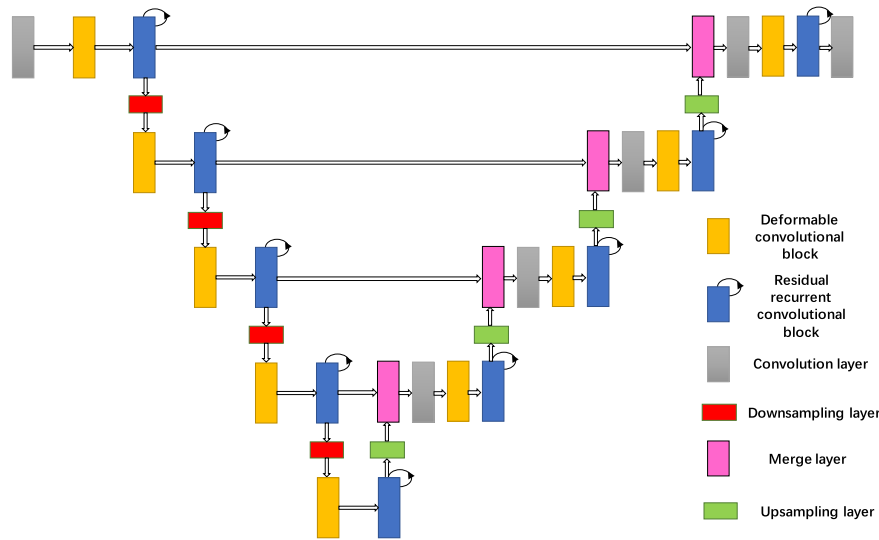 Deformable
convolutional
block
Residual
recurrent
convolutional
block
Convolution layer
Downsampling layer
Merge layer
Upsampling layer